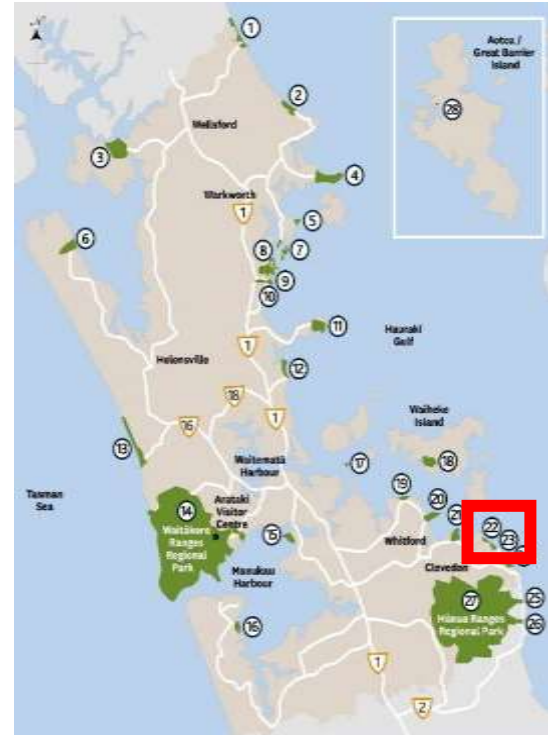 1
Aotea /
Great Barrier
Island
2
28
Wellsford
3
4
Warkworth
1
5
6
8
7
9
10
11
Hauraki
Gulf
1
Helensville
12
18
16
1
Waiheke
Island
13
Waitematā
Harbour
17
18
Tasman
Sea
14
Arataki
Visitor
Centre
19
20
Waitākere
Ranges
Regional
Park
15
21
22
Whitford
23
Manukau
Harbour
Clevedon
27
25
16
Hūnua Ranges
Regional Park
26
1
2